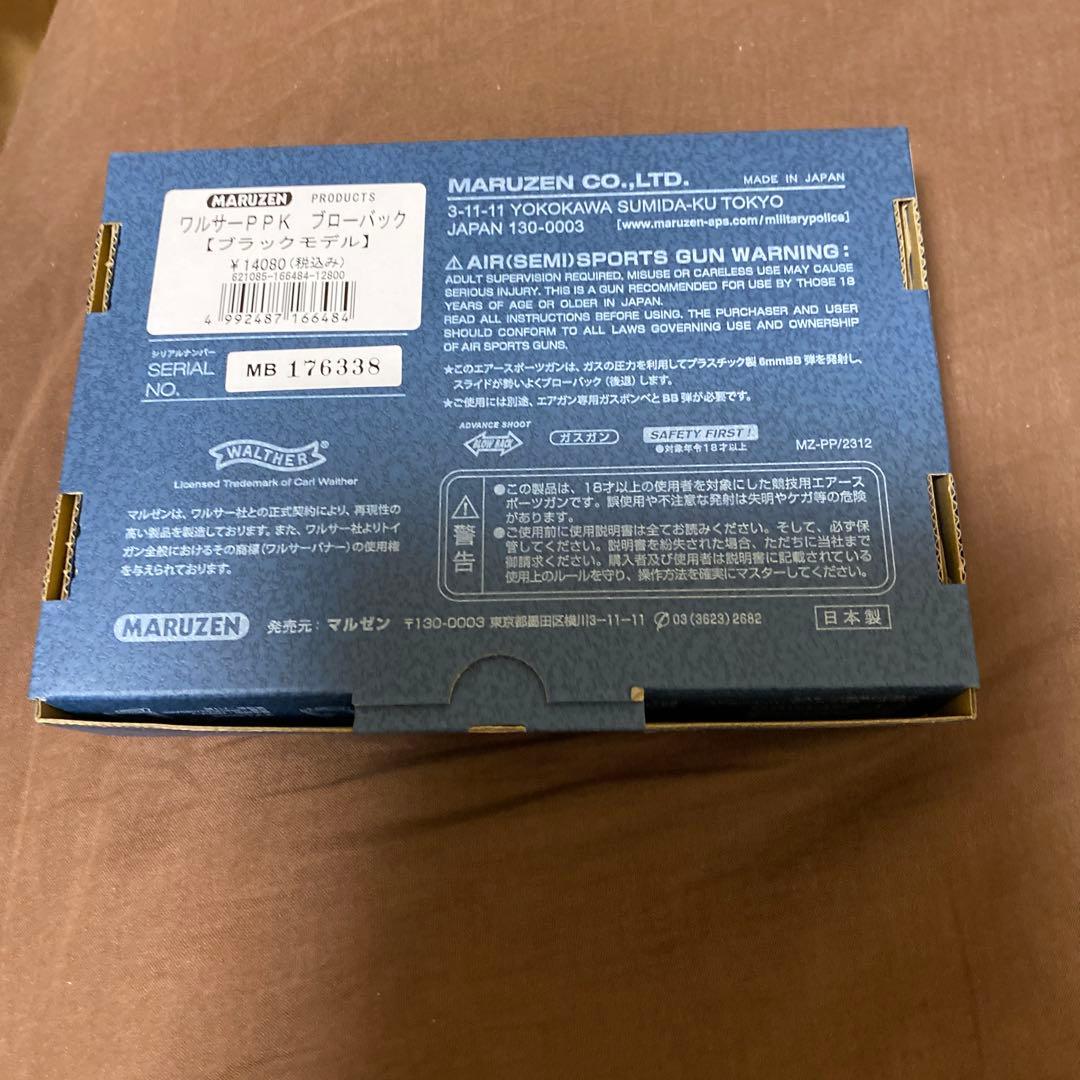 MARUZEN PRODUCTS
ワルサーPPK ブローバック
【ブラックモデル】
¥14080(税込み)
621085-166484-12800
4 992487 166484
シリアルナンバー
SERIAL
NO.
MB 176338
WALTHER®
Licensed Trademark of Carl Walther
マルゼンは、ワルサー社との正式契約により、再現性の
高い製品を製造しております。また、ワルサー社よりトイ
ガン全般におけるその商標(ワルサーバナー)の使用権
を与えられております。
MARUZEN CO.,LTD. MADE IN JAPAN
3-11-11 YOKOKAWA SUMIDA-KU TOKYO
JAPAN 130-0003 [www.maruzen-aps.com/militarypolice]
⚠AIR(SEMI)SPORTS GUN WARNING:
ADULT SUPERVISION REQUIRED. MISUSE OR CARELESS USE MAY CAUSE
SERIOUS INJURY. THIS IS A GUN RECOMMENDED FOR USE BY THOSE 18
YEARS OF AGE OR OLDER IN JAPAN.
READ ALL INSTRUCTIONS BEFORE USING. THE PURCHASER AND USER
SHOULD CONFORM TO ALL LAWS GOVERNING USE AND OWNERSHIP
OF AIR SPORTS GUNS.
★このエアースポーツガンは、ガスの圧力を利用してプラスチック製6mmBB弾を発射し、
スライドが勢いよくブローバック(後退)します。
★ご使用には別途、エアガン専用ガスボンベとBB弾が必要です。
ADVANCE SHOOT
BLOW BACK
ガスガン
SAFETY FIRST!
●対象年令18才以上
MZ-PP/2312
⚠警告
●この製品は、18才以上の使用者を対象にした競技用エアース
ポーツガンです。誤使用や不注意な発射は失明やケガ等の危険
があります。
●ご使用前に使用説明書は全てお読みください。そして、必ず保
管してください。説明書を紛失された場合、ただちに当社まで
御請求ください。購入者及び使用者は説明書に記載されている
使用上のルールを守り、操作方法を確実にマスターしてください。
MARUZEN 発売元：マルゼン 〒130-0003 東京都墨田区横川3-11-11 ✆03(3623)2682 日本製